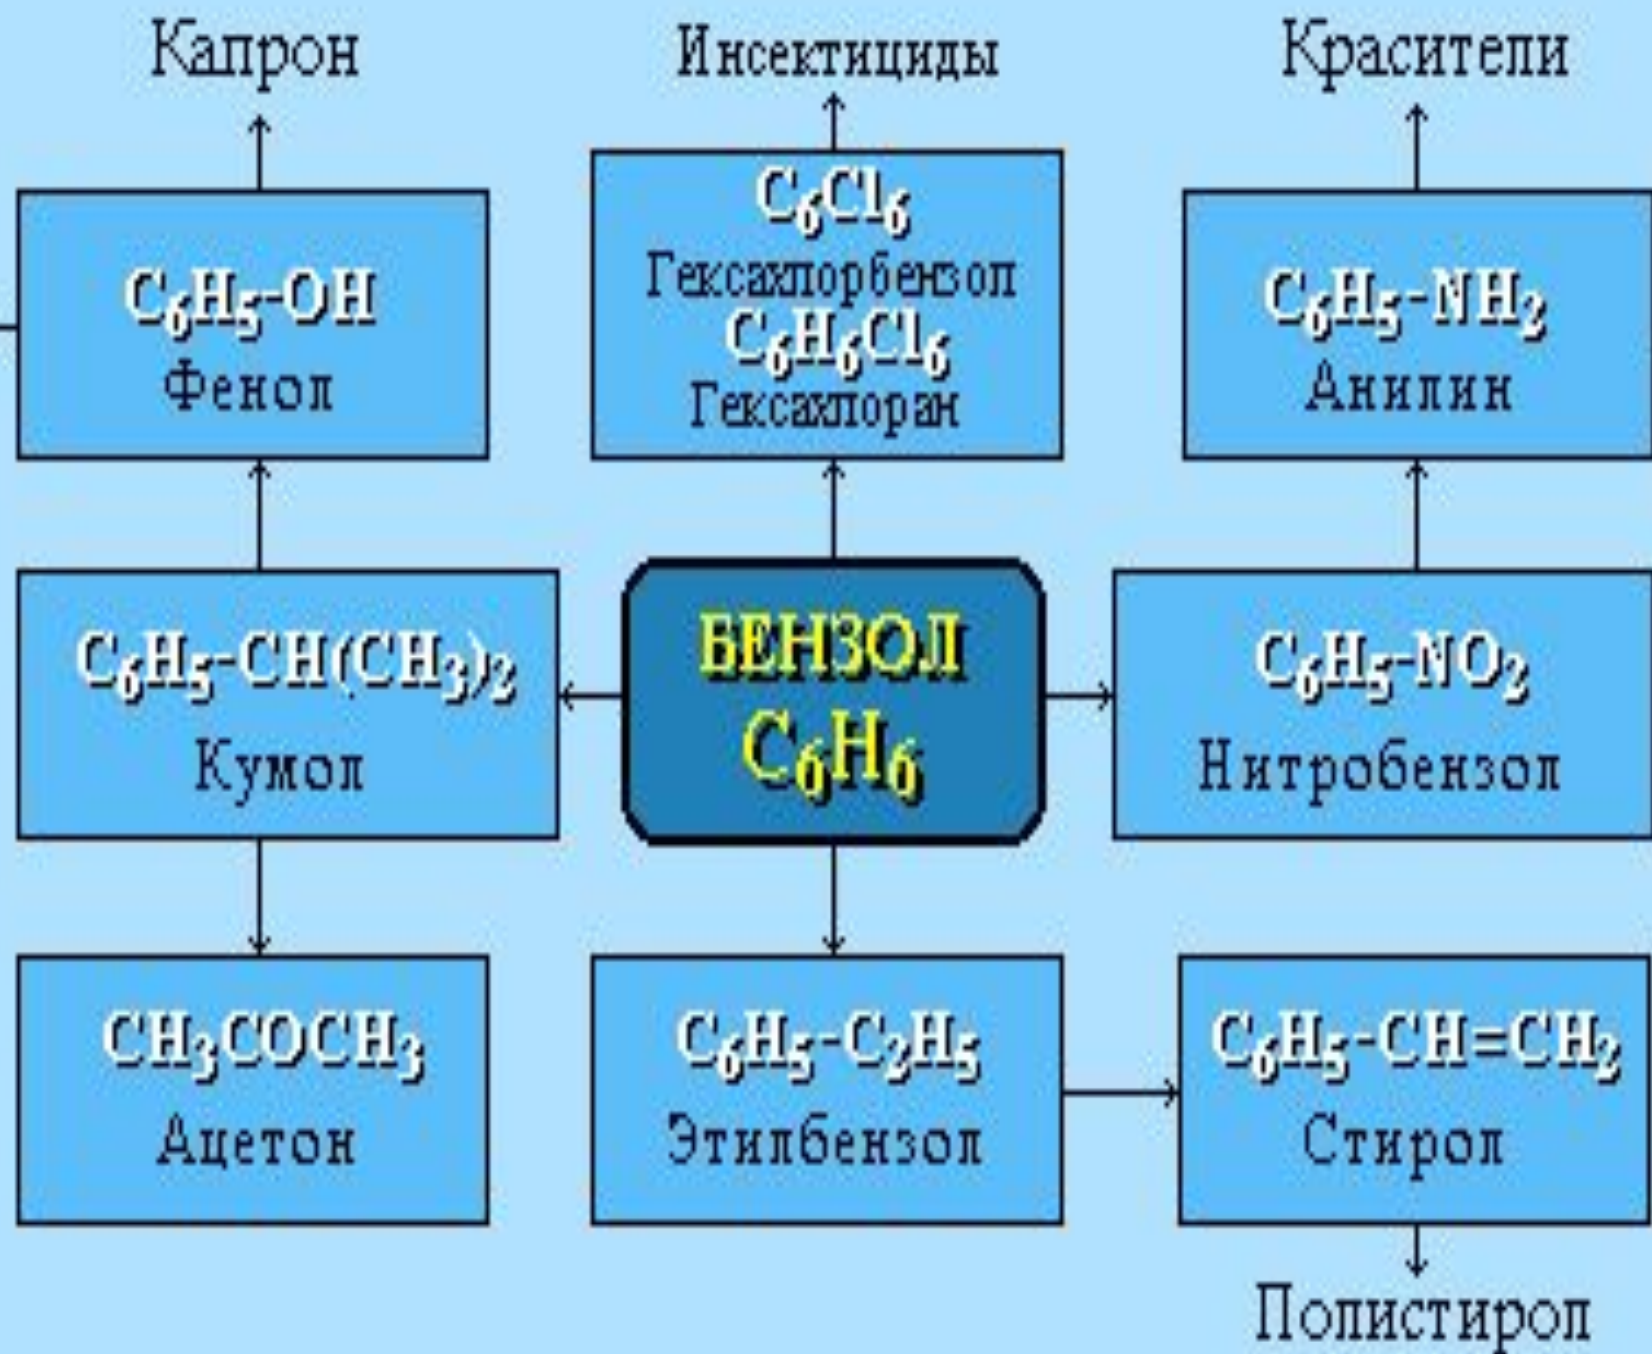 Капрон
Инсектициды
Красители
C₆H₅-OH
Фенол
C₆Cl₆
Гексахлорбензол
C₆H₆Cl₆
Гексахлоран
C₆H₅-NH₂
Анилин
C₆H₅-CH(CH₃)₂
Кумол
БЕНЗОЛ
C₆H₆
C₆H₅-NO₂
Нитробензол
CH₃COCH₃
Ацетон
C₆H₅-C₂H₅
Этилбензол
C₆H₅-CH=CH₂
Стирол
Полистирол